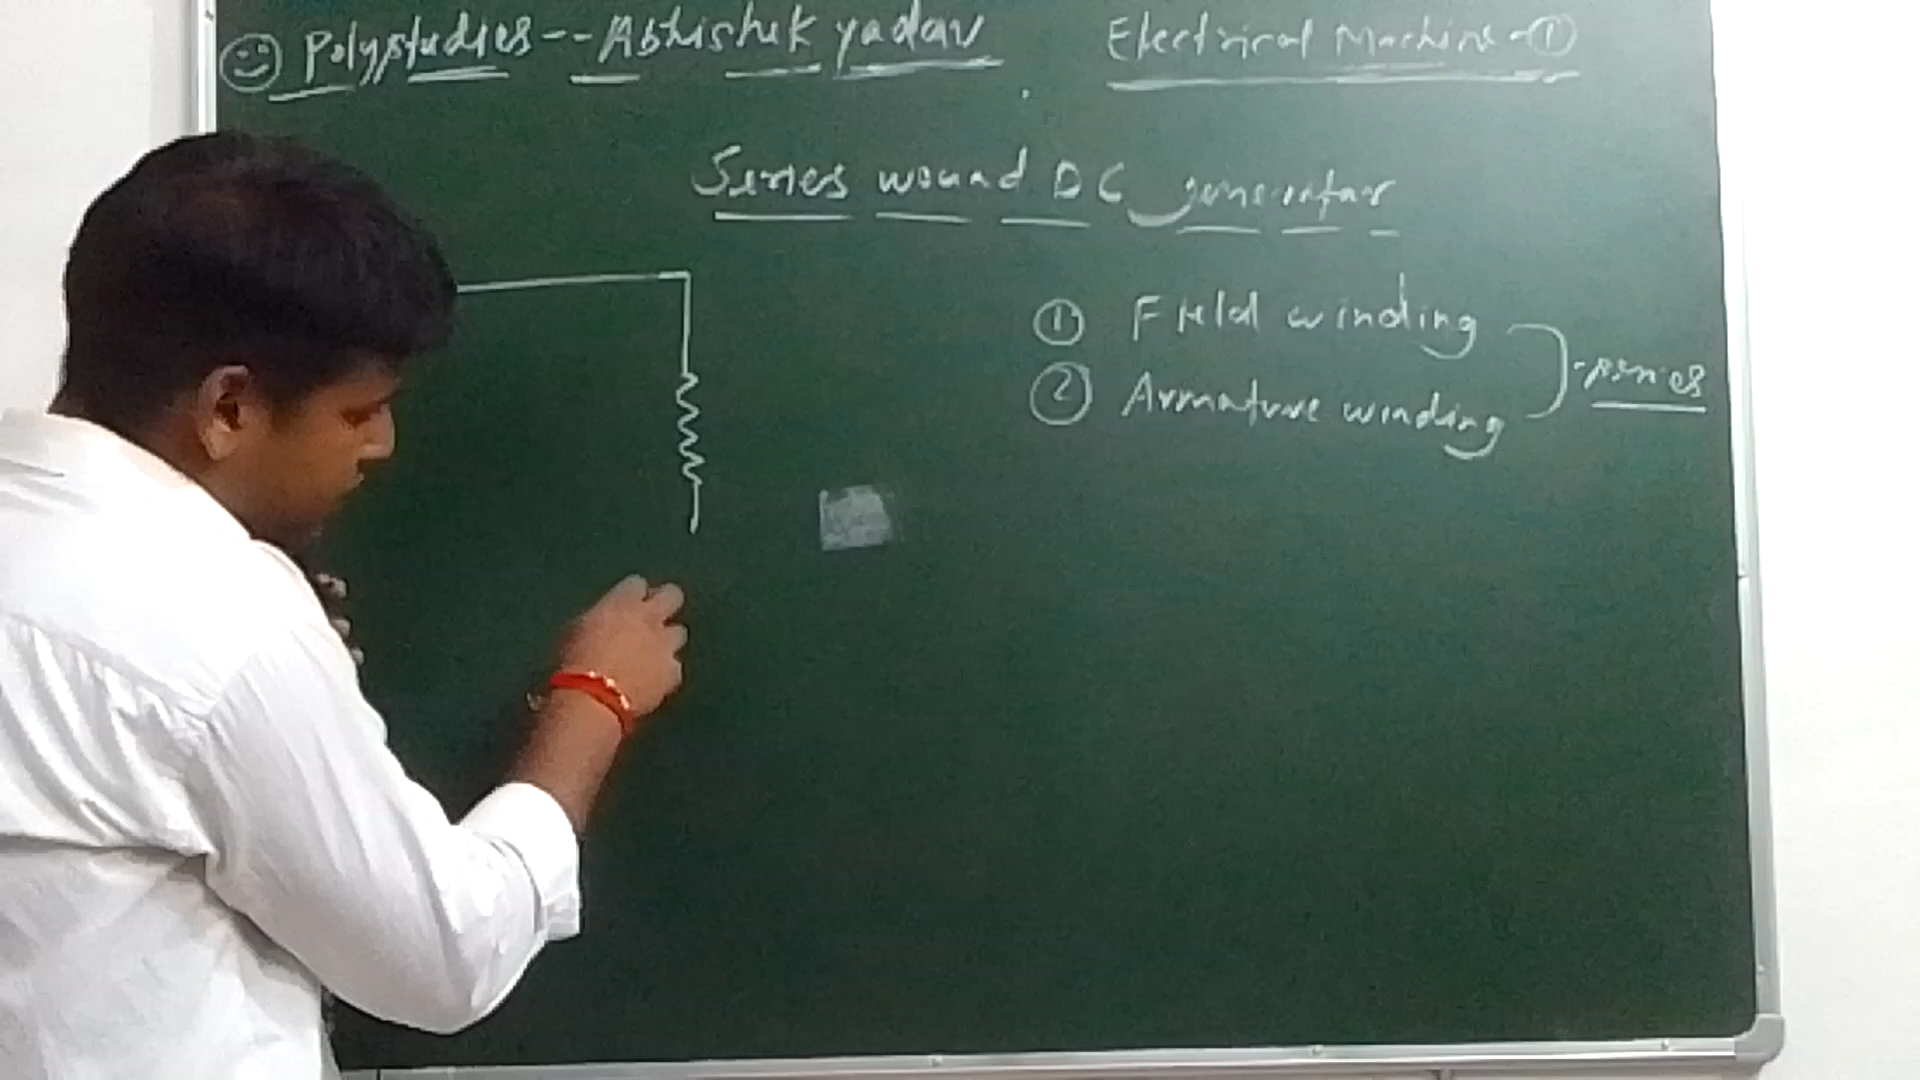 Polystudies -- Abhishek yadav
Electrical Machine - ①
Series wound DC generator
① Field winding
② Armature winding
- series